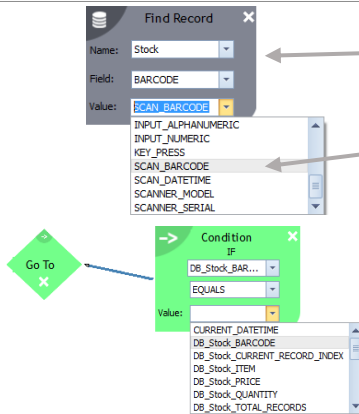 Find Record
Name: Stock
Field: BARCODE
Value: SCAN_BARCODE
INPUT_ALPHANUMERIC
INPUT_NUMERIC
KEY_PRESS
SCAN_BARCODE
SCAN_DATETIME
SCANNER_MODEL
SCANNER_SERIAL
Go To
Condition
IF
DB_Stock_BAR...
EQUALS
Value:
CURRENT_DATETIME
DB_Stock_BARCODE
DB_Stock_CURRENT_RECORD_INDEX
DB_Stock_ITEM
DB_Stock_PRICE
DB_Stock_QUANTITY
DB_Stock_TOTAL_RECORDS